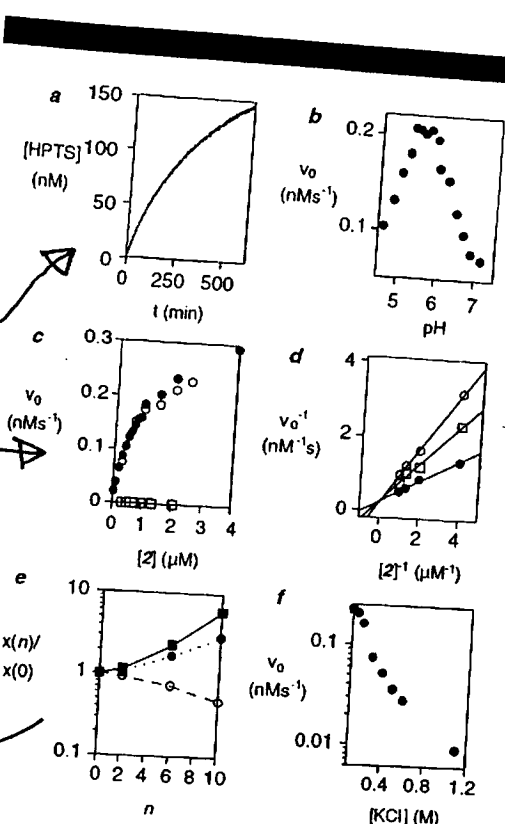 a
150
[HPTS] 100
(nM)
50
0
0 250 500
t (min)
b
0.2
v0
(nMs-1)
0.1
5 6 7
pH
c
0.3
0.2
v0
(nMs-1)
0.1
0
0 1 2 3 4
[2] (μM)
d
4
v0-1
(nM-1s)
2
0
0 2 4
[2]-1 (μM-1)
e
10
x(n)/
x(0)
1
0.1
0 2 4 6 8 10
n
f
0.1
v0
(nMs-1)
0.01
0.4 0.8 1.2
[KCl] (M)